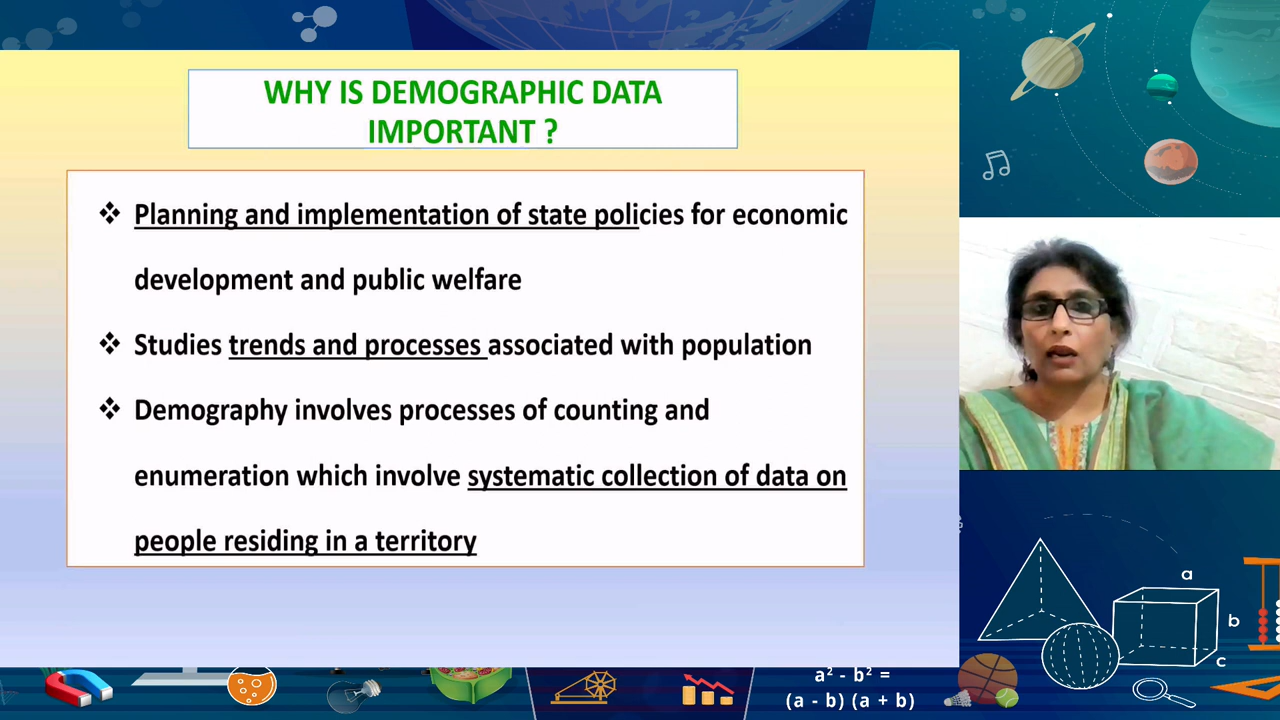 WHY IS DEMOGRAPHIC DATA
IMPORTANT ?
❖ Planning and implementation of state policies for economic
development and public welfare
❖ Studies trends and processes associated with population
❖ Demography involves processes of counting and
enumeration which involve systematic collection of data on
people residing in a territory
a
b
c
a² - b² =
(a - b) (a + b)